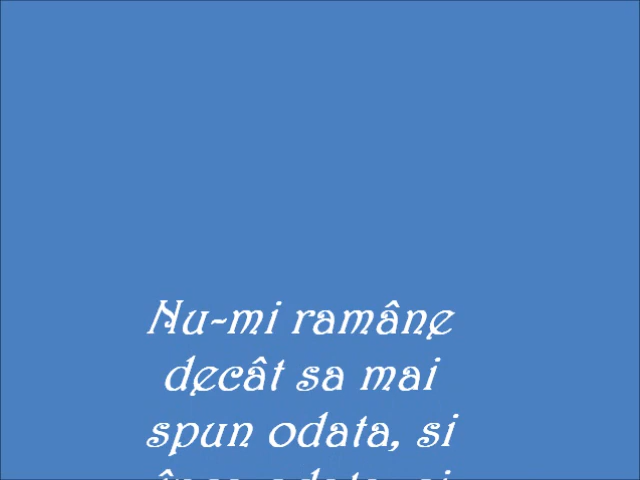 Nu-mi ramâne
decât sa mai
spun odata, si